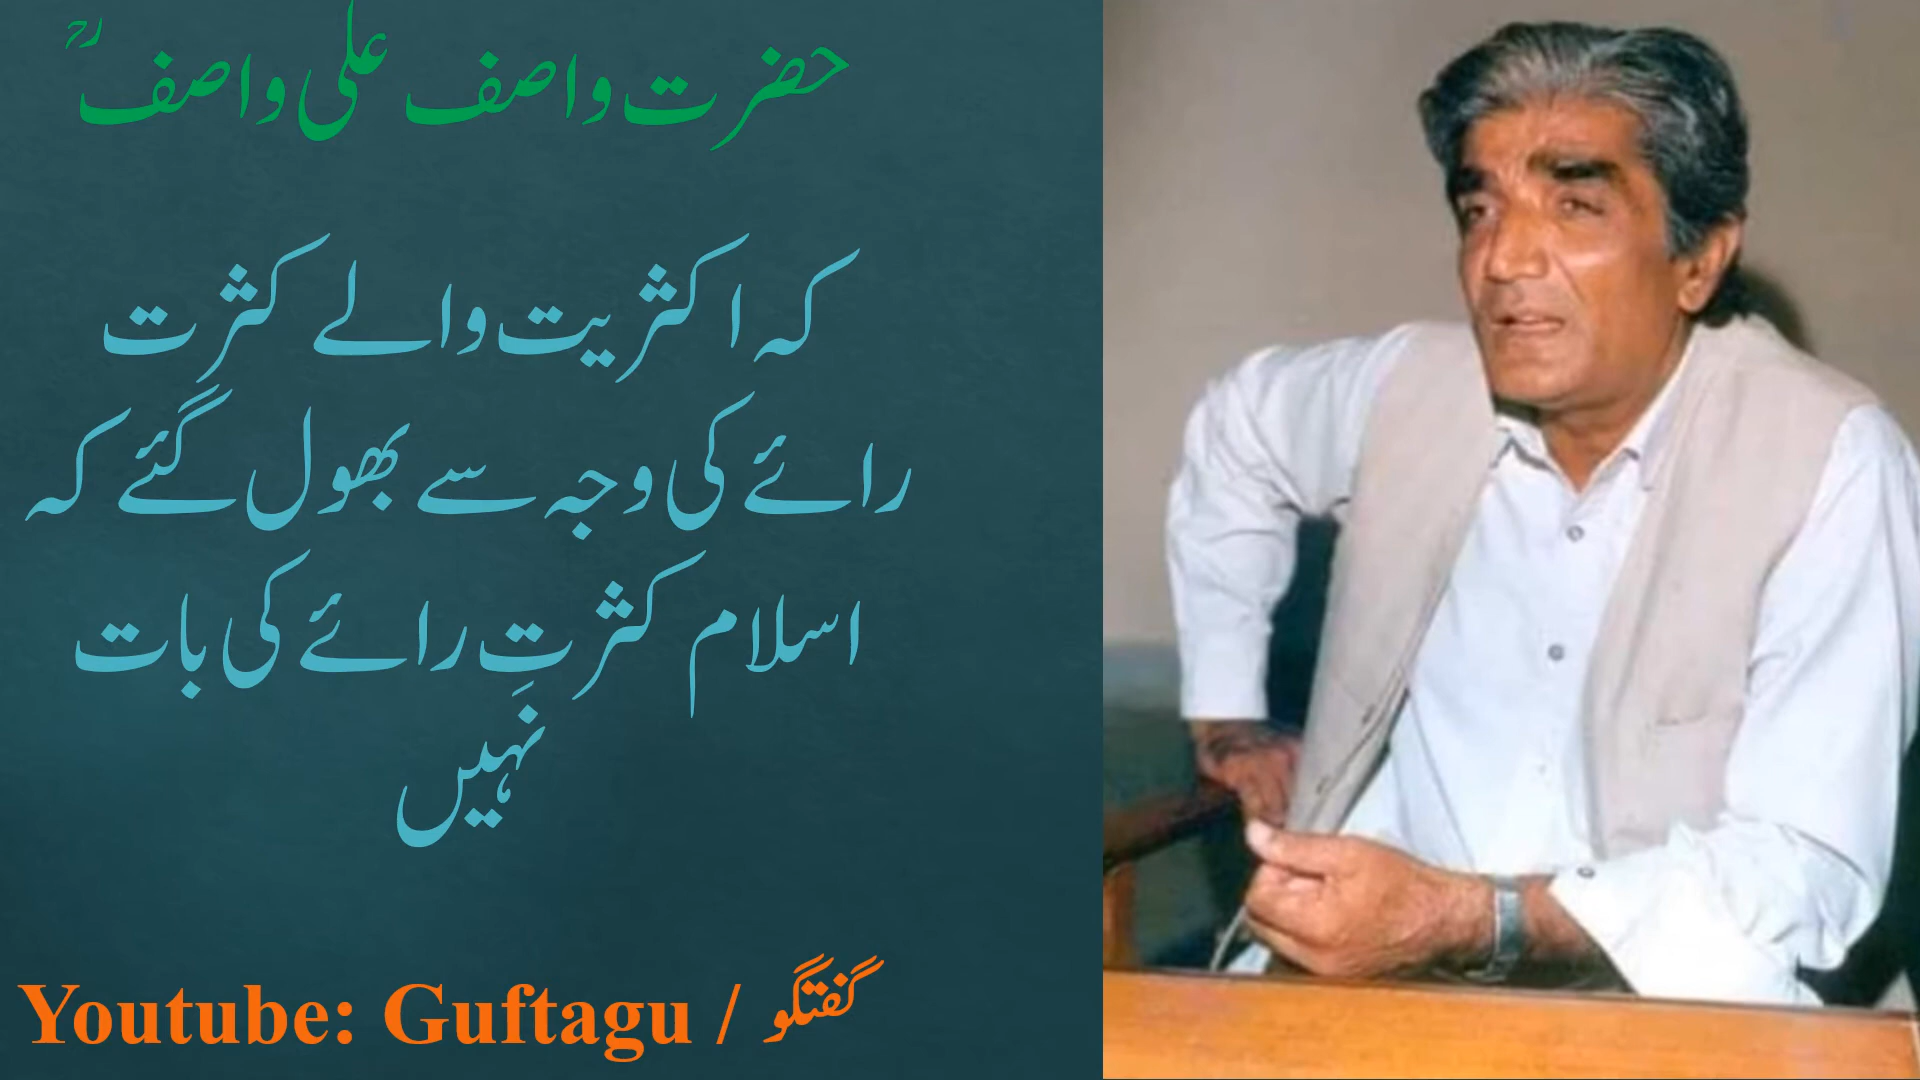 حضرت واصف علی واصفؒ
کہ اکثریت والے کثرت
رائے کی وجہ سے بھول گئے کہ
اسلام کثرتِ رائے کی بات
نَہیں
Youtube: Guftagu / گفتگو